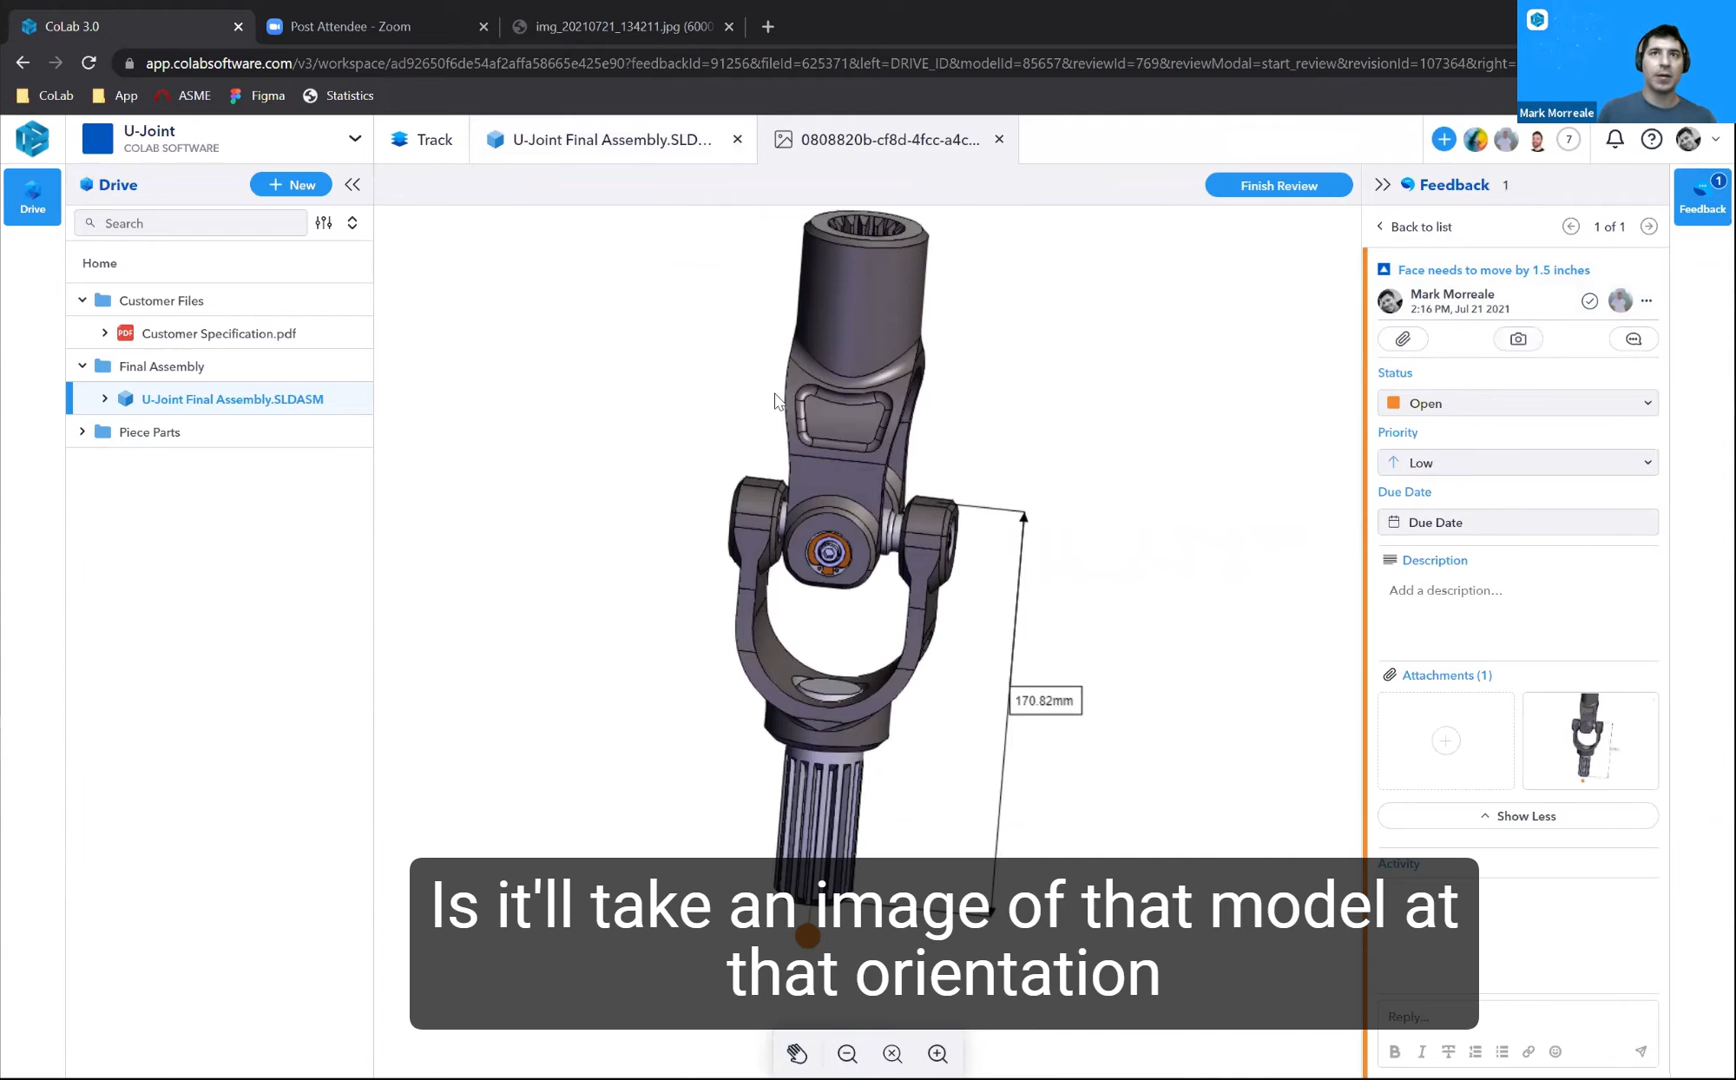 CoLab 3.0
Post Attendee - Zoom
img_20210721_134211.jpg (6000
app.colabsoftware.com/v3/workspace/ad92650f6de54af2affa58665e425e90?feedbackId=91256&fileId=625371&left=DRIVE_ID&modelId=85657&reviewId=769&reviewModal=start_review&revisionId=107364&right=
Mark Morreale
CoLab
App
ASME
Figma
Statistics
U-Joint
COLAB SOFTWARE
Track
U-Joint Final Assembly.SLD...
0808820b-cf8d-4fcc-a4c...
7
Drive
Drive
+ New
Finish Review
Feedback 1
1
Feedback
Search
Back to list
1 of 1
Home
Customer Files
PDF Customer Specification.pdf
Final Assembly
U-Joint Final Assembly.SLDASM
Piece Parts
Face needs to move by 1.5 inches
Mark Morreale
2:16 PM, Jul 21 2021
Status
Open
Priority
Low
Due Date
Due Date
Description
Add a description...
Attachments (1)
Show Less
Activity
Reply...
B I T
170.82mm
Is it'll take an image of that model at
that orientation